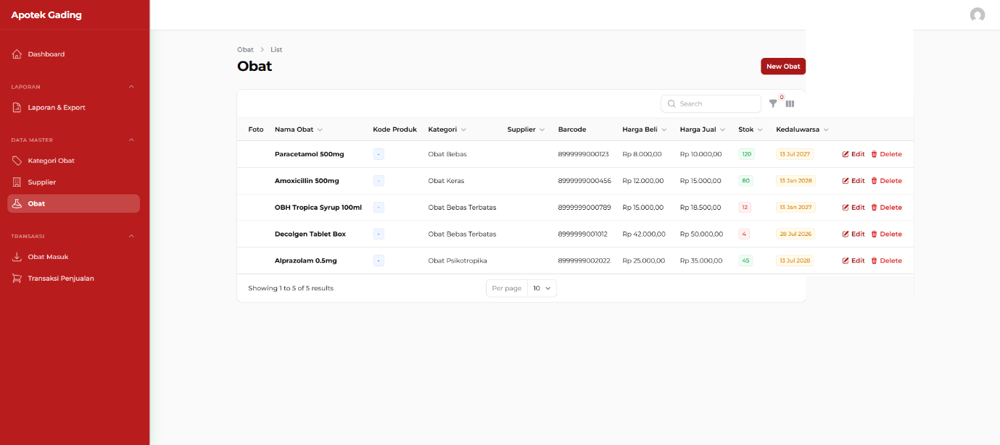 Apotek Gading
Dashboard
LAPORAN
Laporan & Export
DATA MASTER
Kategori Obat
Supplier
Obat
TRANSAKSI
Obat Masuk
Transaksi Penjualan
Obat > List
Obat
New Obat
Search
0
Foto Nama Obat Kode Produk Kategori Supplier Barcode Harga Beli Harga Jual Stok Kedaluwarsa
Paracetamol 500mg - Obat Bebas 8999999000123 Rp 8.000,00 Rp 10.000,00 120 13 Jul 2027 Edit Delete
Amoxicillin 500mg - Obat Keras 8999999000456 Rp 12.000,00 Rp 15.000,00 80 13 Jan 2028 Edit Delete
OBH Tropica Syrup 100ml - Obat Bebas Terbatas 8999999000789 Rp 15.000,00 Rp 18.500,00 12 13 Jan 2027 Edit Delete
Decolgen Tablet Box - Obat Bebas Terbatas 8999999001012 Rp 42.000,00 Rp 50.000,00 4 28 Jul 2026 Edit Delete
Alprazolam 0.5mg - Obat Psikotropika 8999999002022 Rp 25.000,00 Rp 35.000,00 45 13 Jul 2028 Edit Delete
Showing 1 to 5 of 5 results
Per page 10